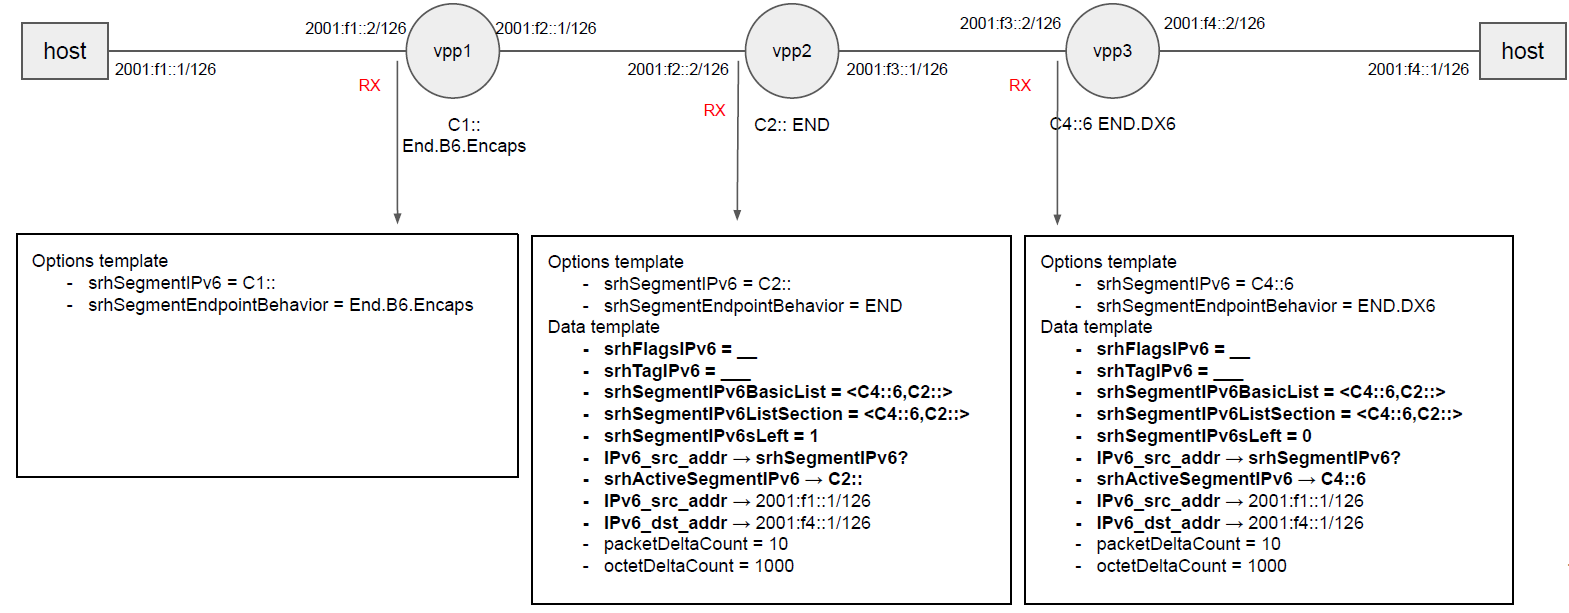 host
2001:f1::1/126
2001:f1::2/126
vpp1
2001:f2::1/126
RX
C1::
End.B6.Encaps
2001:f2::2/126
vpp2
2001:f3::1/126
RX
C2:: END
2001:f3::2/126
vpp3
2001:f4::2/126
RX
C4::6 END.DX6
2001:f4::1/126
host
Options template
- srhSegmentIPv6 = C1::
- srhSegmentEndpointBehavior = End.B6.Encaps
Options template
- srhSegmentIPv6 = C2::
- srhSegmentEndpointBehavior = END
Data template
- srhFlagsIPv6 = __
- srhTagIPv6 = ___
- srhSegmentIPv6BasicList = <C4::6,C2::>
- srhSegmentIPv6ListSection = <C4::6,C2::>
- srhSegmentIPv6sLeft = 1
- IPv6_src_addr → srhSegmentIPv6?
- srhActiveSegmentIPv6 → C2::
- IPv6_src_addr → 2001:f1::1/126
- IPv6_dst_addr → 2001:f4::1/126
- packetDeltaCount = 10
- octetDeltaCount = 1000
Options template
- srhSegmentIPv6 = C4::6
- srhSegmentEndpointBehavior = END.DX6
Data template
- srhFlagsIPv6 = __
- srhTagIPv6 = ___
- srhSegmentIPv6BasicList = <C4::6,C2::>
- srhSegmentIPv6ListSection = <C4::6,C2::>
- srhSegmentIPv6sLeft = 0
- IPv6_src_addr → srhSegmentIPv6?
- srhActiveSegmentIPv6 → C4::6
- IPv6_src_addr → 2001:f1::1/126
- IPv6_dst_addr → 2001:f4::1/126
- packetDeltaCount = 10
- octetDeltaCount = 1000